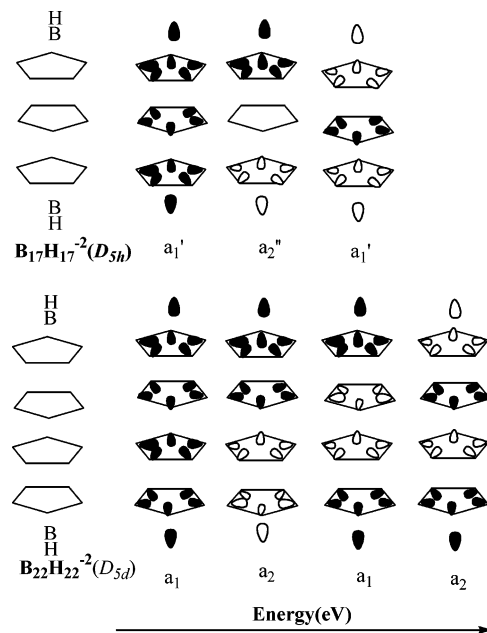 H
B
B
H
B₁₇H₁₇⁻²(D₅ₕ)
a₁'
a₂"
a₁'
H
B
B
H
B₂₂H₂₂⁻²(D₅d)
a₁
a₂
a₁
a₂
Energy(eV)